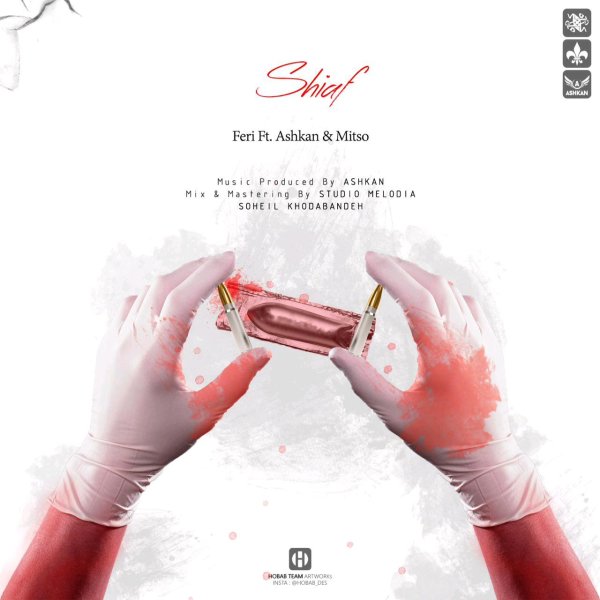 Shiaf
Feri Ft. Ashkan & Mitso
Music Produced By ASHKAN
Mix & Mastering By STUDIO MELODIA
SOHEIL KHODABANDEH
A
ASHKAN
H
HOBAB TEAM ARTWORKS
INSTA : @HOBAB_DES